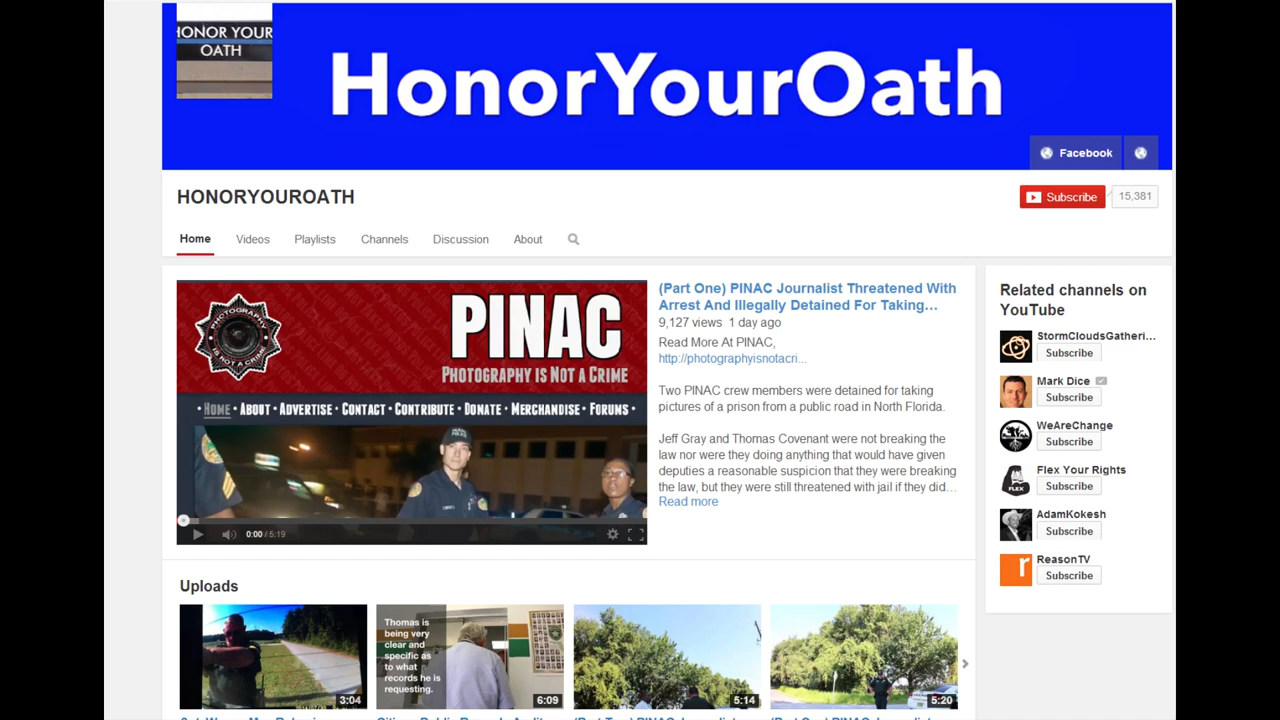 HONOR YOUR
OATH
HonorYourOath
Facebook
HONORYOUROATH
Subscribe 15,381
Home Videos Playlists Channels Discussion About
PHOTOGRAPHY
IS NOT A CRIME
PINAC
PHOTOGRAPHY IS NOT A CRIME
• HOME • ABOUT • ADVERTISE • CONTACT • CONTRIBUTE • DONATE • MERCHANDISE • FORUMS •
0:00 / 5:19
(Part One) PINAC Journalist Threatened With
Arrest And Illegally Detained For Taking...
9,127 views 1 day ago
Read More At PINAC,
http://photographyisnotacri...
Two PINAC crew members were detained for taking
pictures of a prison from a public road in North Florida.
Jeff Gray and Thomas Covenant were not breaking the
law nor were they doing anything that would have given
deputies a reasonable suspicion that they were breaking
the law, but they were still threatened with jail if they did...
Read more
Related channels on
YouTube
StormCloudsGatheri...
Subscribe
Mark Dice
Subscribe
WeAreChange
Subscribe
Flex Your Rights
FLEX
Subscribe
AdamKokesh
Subscribe
r
ReasonTV
Subscribe
Uploads
3:04
Thomas is
being very
clear and
specific as
to what
records he is
requesting.
6:09
5:14
5:20